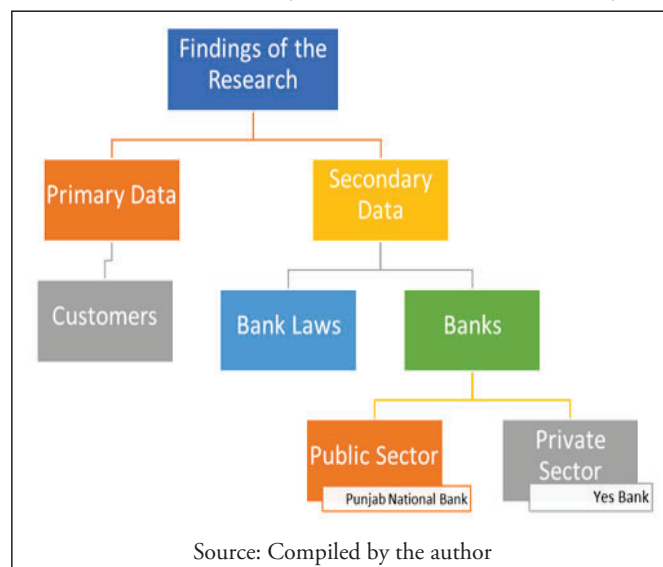 Findings of the
Research
Primary Data
Secondary
Data
Customers
Bank Laws
Banks
Public Sector
Punjab National Bank
Private
Sector
Yes Bank
Source: Compiled by the author